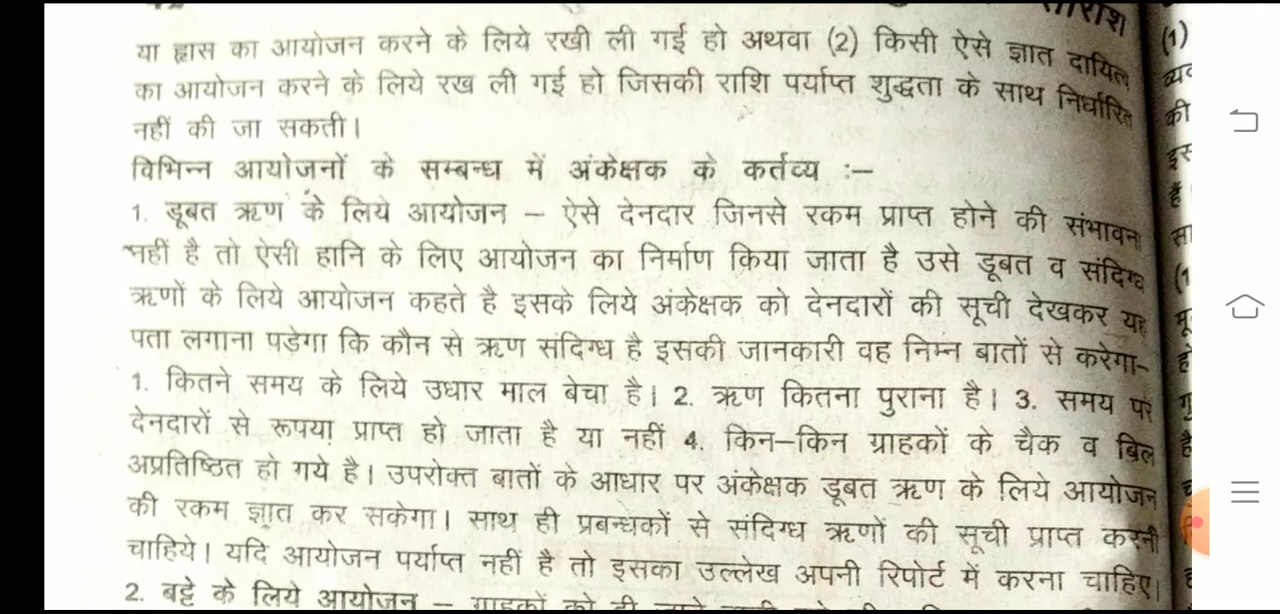 सारांश
या ह्रास का आयोजन करने के लिये रखी ली गई हो अथवा (2) किसी ऐसे ज्ञात दायित्व
का आयोजन करने के लिये रख ली गई हो जिसकी राशि पर्याप्त शुद्धता के साथ निर्धारित
नहीं की जा सकती।
विभिन्न आयोजनों के सम्बन्ध में अंकेक्षक के कर्तव्य :–
1. डूबत ऋण के लिये आयोजन – ऐसे देनदार जिनसे रकम प्राप्त होने की संभावना
नहीं है तो ऐसी हानि के लिए आयोजन का निर्माण किया जाता है उसे डूबत व संदिग्ध
ऋणों के लिये आयोजन कहते है इसके लिये अंकेक्षक को देनदारों की सूची देखकर यह
पता लगाना पड़ेगा कि कौन से ऋण संदिग्ध है इसकी जानकारी वह निम्न बातों से करेगा–
1. कितने समय के लिये उधार माल बेचा है। 2. ऋण कितना पुराना है। 3. समय पर
देनदारों से रूपया प्राप्त हो जाता है या नहीं 4. किन–किन ग्राहकों के चैक व बिल
अप्रतिष्ठित हो गये है। उपरोक्त बातों के आधार पर अंकेक्षक डूबत ऋण के लिये आयोजन
की रकम ज्ञात कर सकेगा। साथ ही प्रबन्धकों से संदिग्ध ऋणों की सूची प्राप्त करनी
चाहिये। यदि आयोजन पर्याप्त नहीं है तो इसका उल्लेख अपनी रिपोर्ट में करना चाहिए।
2. बट्टे के लिये आयोजन – ग्राहकों को दी जाने
(1)
की